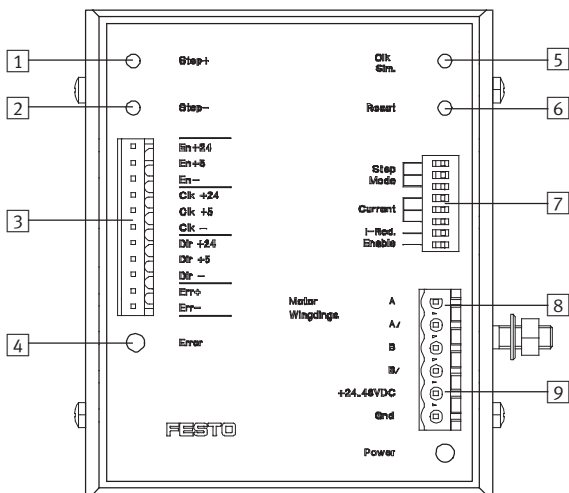 1
Step+
2
Step-
En+24
En+5
En-
Clk +24
Clk +5
3
Clk -
Dir +24
Dir +5
Dir -
Err+
Err-
4
Error
FESTO
Clk
Sim.
5
Reset
6
Step
Mode
Current
7
I-Red.
Enable
Motor
Wingdings
A
8
A/
B
B/
+24..48VDC
9
Gnd
Power